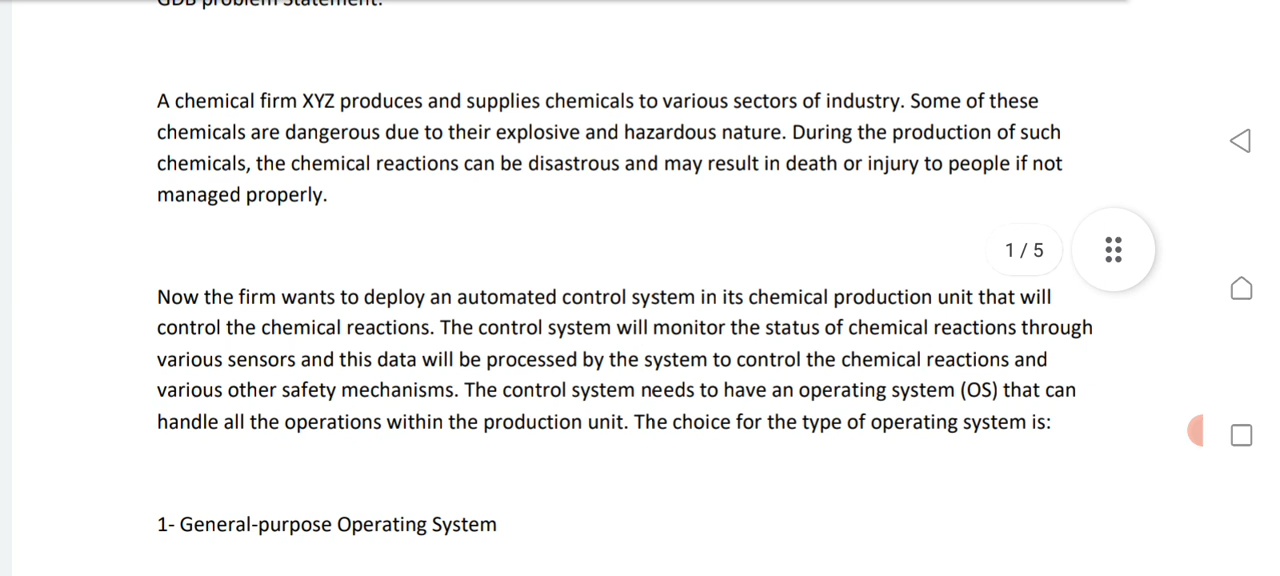 A chemical firm XYZ produces and supplies chemicals to various sectors of industry. Some of these
chemicals are dangerous due to their explosive and hazardous nature. During the production of such
chemicals, the chemical reactions can be disastrous and may result in death or injury to people if not
managed properly.
1 / 5
Now the firm wants to deploy an automated control system in its chemical production unit that will
control the chemical reactions. The control system will monitor the status of chemical reactions through
various sensors and this data will be processed by the system to control the chemical reactions and
various other safety mechanisms. The control system needs to have an operating system (OS) that can
handle all the operations within the production unit. The choice for the type of operating system is:
1- General-purpose Operating System